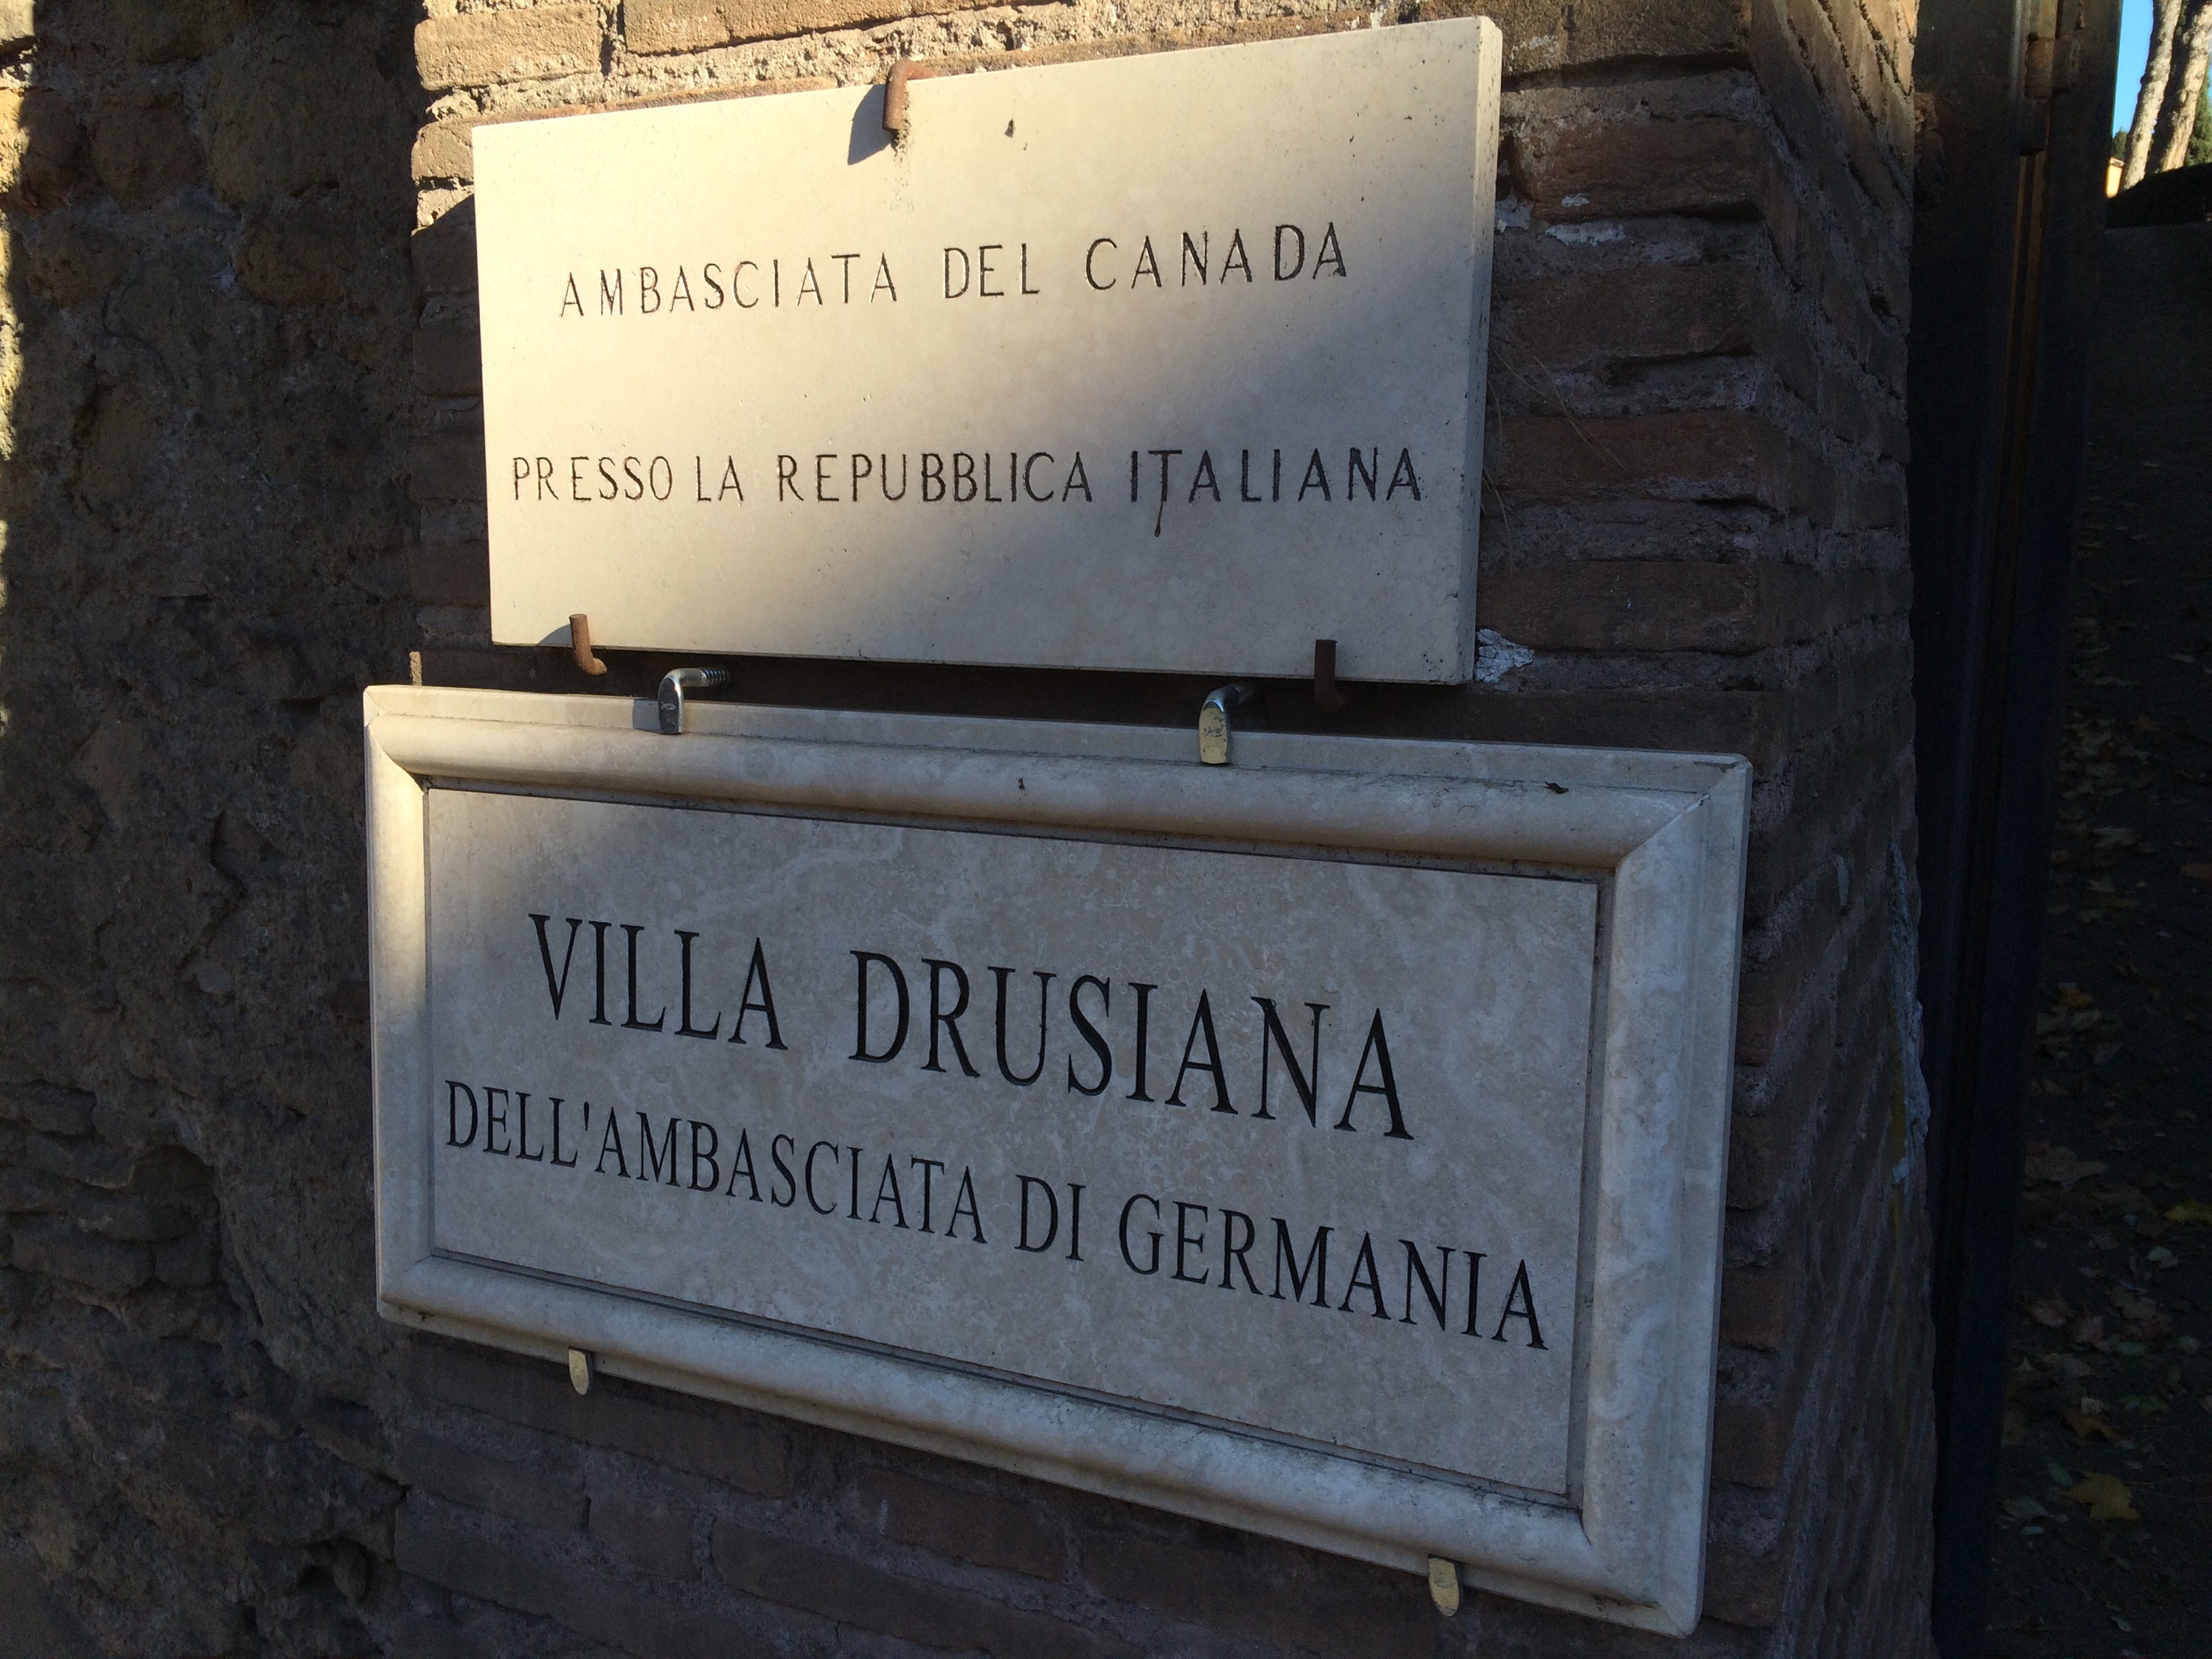 AMBASCIATA DEL CANADA
PRESSO LA REPUBBLICA ITALIANA
VILLA DRUSIANA
DELL'AMBASCIATA DI GERMANIA